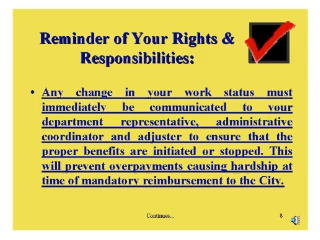 Reminder of Your Rights &
Responsibilities:
• Any change in your work status must
immediately be communicated to your
department representative, administrative
coordinator and adjuster to ensure that the
proper benefits are initiated or stopped. This
will prevent overpayments causing hardship at
time of mandatory reimbursement to the City.
Continues...
8